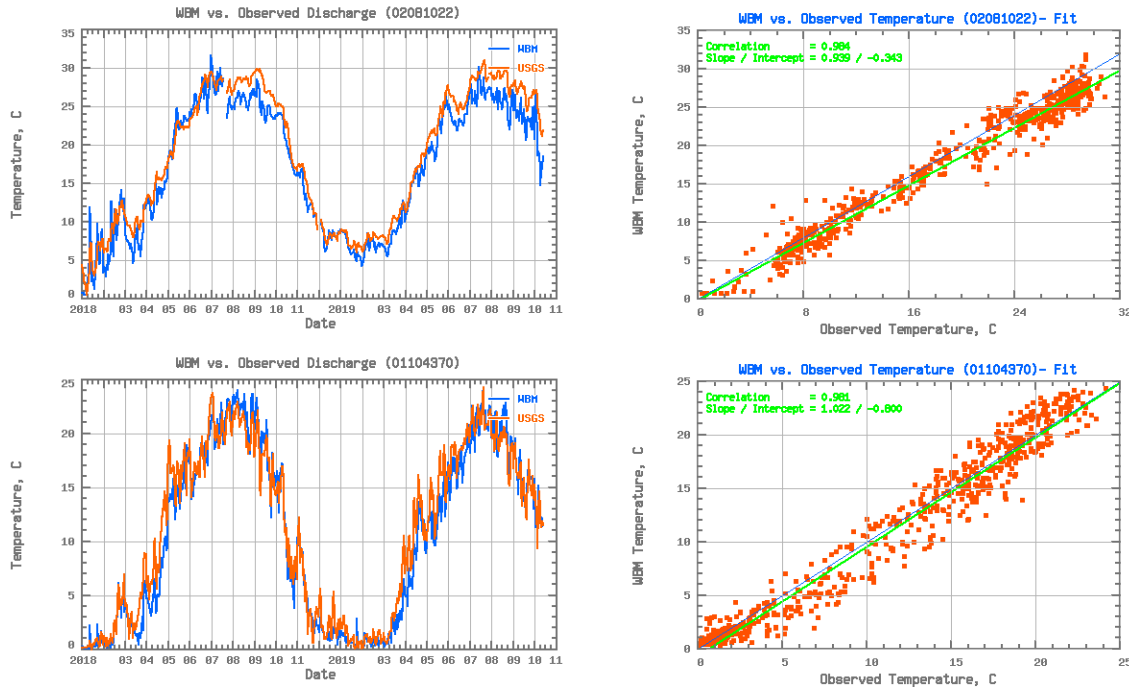 WBM vs. Observed Discharge (02081022)
35
30
25
20
15
10
5
0
Temperature, C
WBM
USGS
2018 03 04 05 06 07 08 09 10 11 2019 03 04 05 06 07 08 09 10 11
Date
WBM vs. Observed Temperature (02081022)- Fit
Correlation = 0.984
Slope / Intercept = 0.939 / -0.343
35
30
25
20
15
10
5
0
WBM Temperature, C
0 8 16 24 32
Observed Temperature, C
WBM vs. Observed Discharge (01104370)
25
20
15
10
5
0
Temperature, C
WBM
USGS
2018 03 04 05 06 07 08 09 10 11 2019 03 04 05 06 07 08 09 10 11
Date
WBM vs. Observed Temperature (01104370)- Fit
Correlation = 0.981
Slope / Intercept = 1.022 / -0.800
25
20
15
10
5
0
WBM Temperature, C
0 5 10 15 20 25
Observed Temperature, C